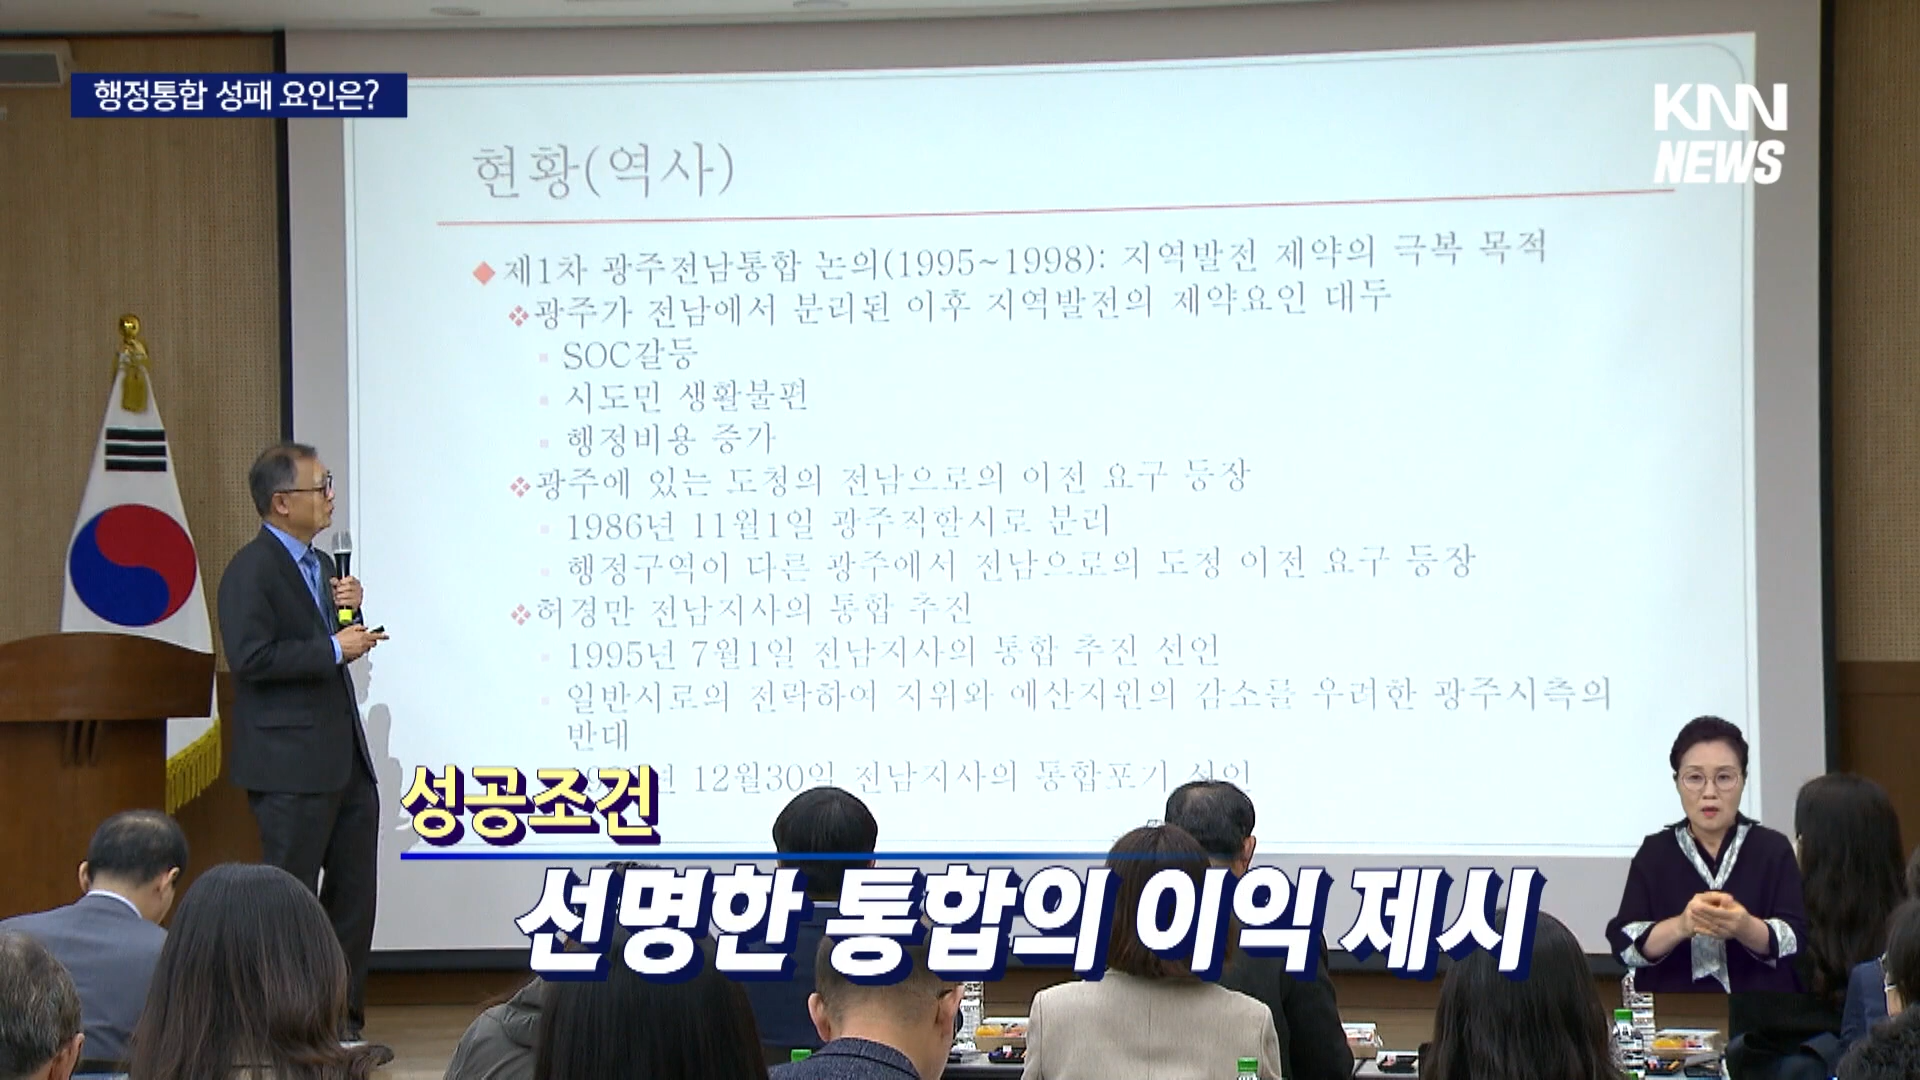 행정통합 성패 요인은?
KNN
NEWS
현황(역사)
제1차 광주전남통합 논의(1995~1998): 지역발전 제약의 극복 목적
광주가 전남에서 분리된 이후 지역발전의 제약요인 대두
SOC갈등
시도민 생활불편
행정비용 증가
광주에 있는 도청의 전남으로의 이전 요구 등장
1986년 11월1일 광주직할시로 분리
행정구역이 다른 광주에서 전남으로의 도청 이전 요구 등장
허경만 전남지사의 통합 추진
1995년 7월1일 전남지사의 통합 추진 선언
일반시로의 전락하여 지위와 예산지원의 감소를 우려한 광주시측의
반대
12월30일 전남지사의 통합포기 선언
성공조건
선명한 통합의 이익 제시